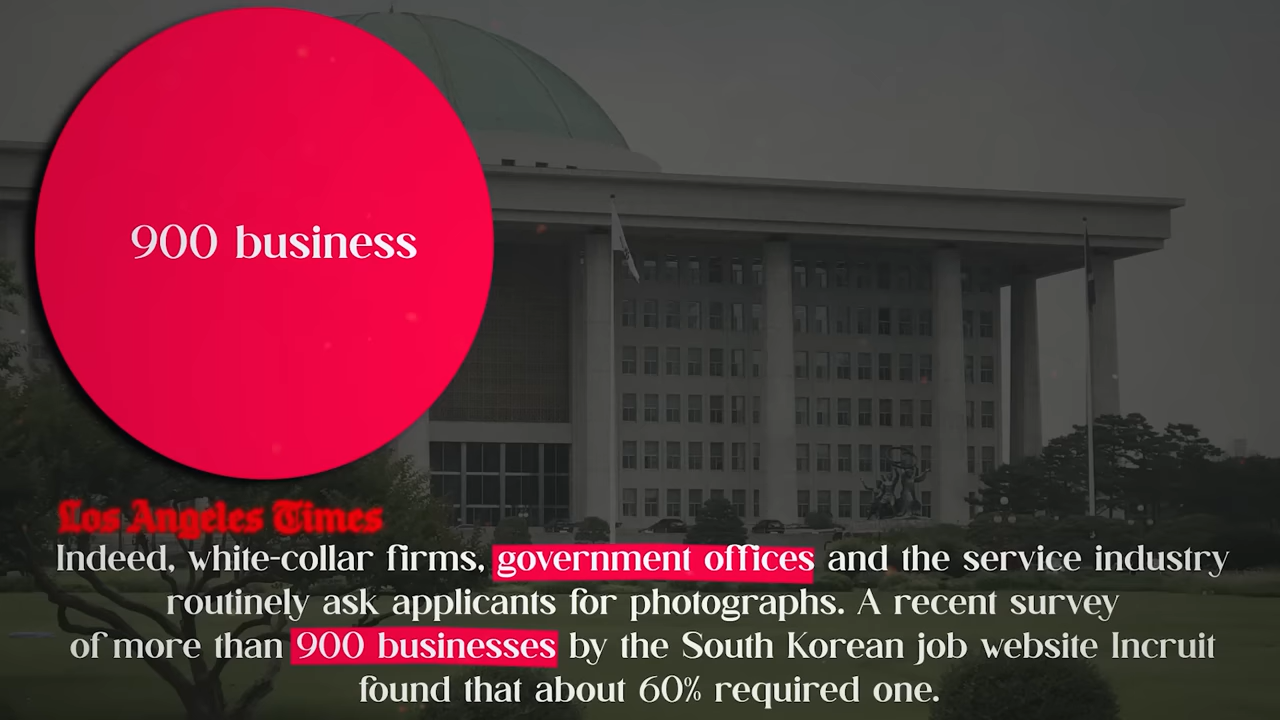 900 business
Los Angeles Times
Indeed, white-collar firms, government offices and the service industry
routinely ask applicants for photographs. A recent survey
of more than 900 businesses by the South Korean job website Incruit
found that about 60% required one.